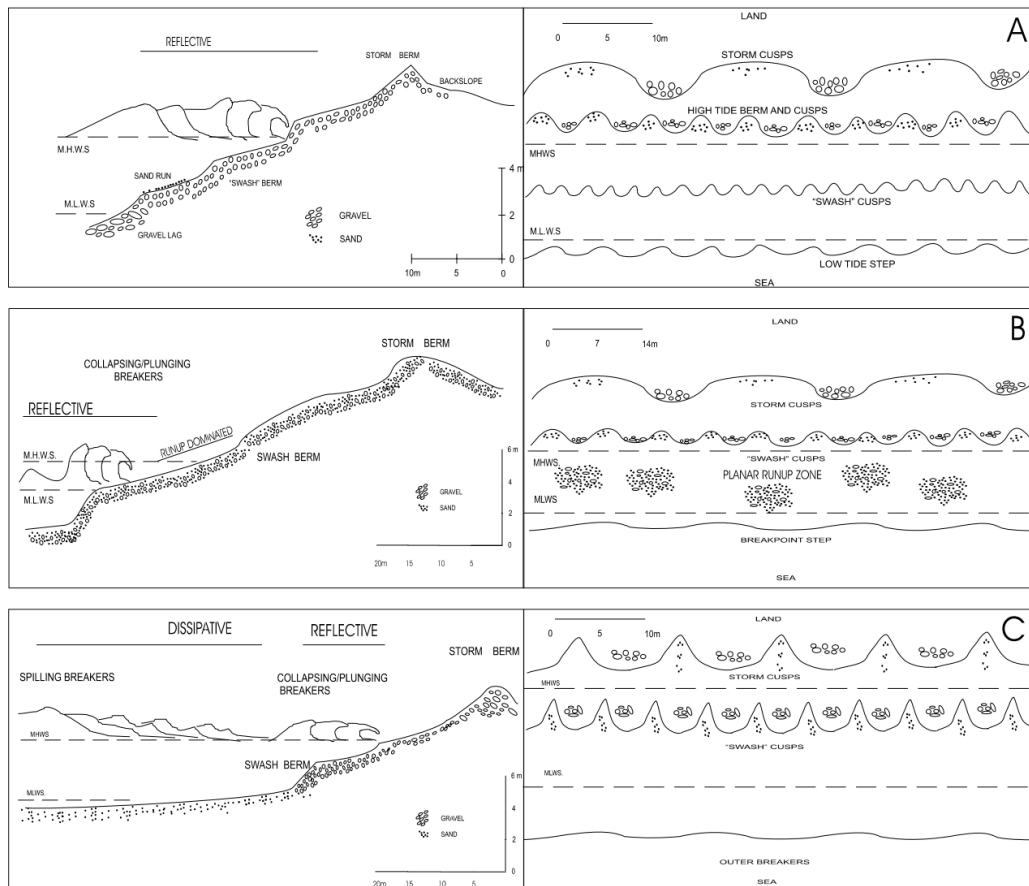 REFLECTIVE
STORM BERM
BACKSLOPE
M.H.W.S
SAND RUN
"SWASH" BERM
M.L.W.S
GRAVEL LAG
GRAVEL
SAND
4 m
2
0
10m 5 0
A
LAND
0 5 10m
STORM CUSPS
HIGH TIDE BERM AND CUSPS
MHWS
"SWASH" CUSPS
M.L.W.S
LOW TIDE STEP
SEA
STORM BERM
COLLAPSING/PLUNGING
BREAKERS
REFLECTIVE
RUNUP DOMINATED
M.H.W.S.
SWASH BERM
M.L.W.S
GRAVEL
SAND
6 m
4
2
0
20m 15 10 5
B
LAND
0 7 14m
STORM CUSPS
"SWASH" CUSPS
MHWS
PLANAR RUNUP ZONE
MLWS
BREAKPOINT STEP
SEA
DISSIPATIVE REFLECTIVE
STORM BERM
SPILLING BREAKERS
COLLAPSING/PLUNGING
BREAKERS
MHWS
SWASH BERM
MLWS.
GRAVEL
SAND
6 m
4
2
0
20m 15 10 5
C
LAND
0 5 10m
STORM CUSPS
MHWS
"SWASH" CUSPS
MLWS.
OUTER BREAKERS
SEA